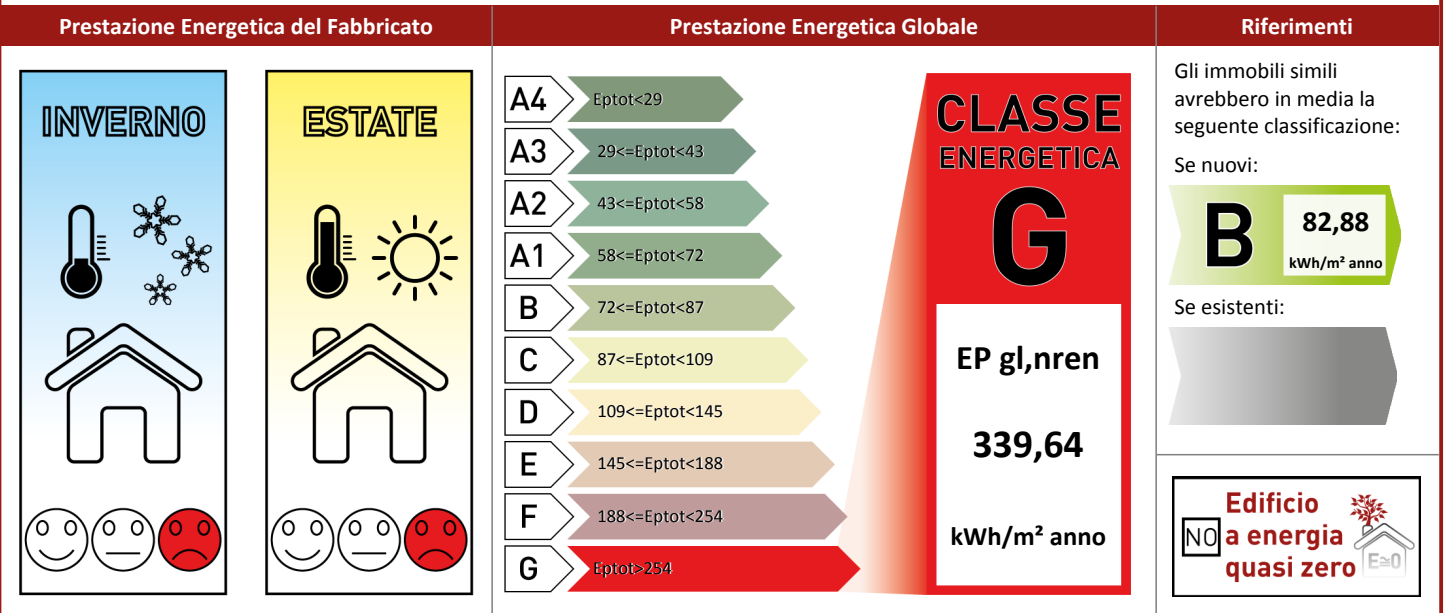 Prestazione Energetica del Fabbricato
Prestazione Energetica Globale
Riferimenti
INVERNO
ESTATE
A4 Eptot<29
A3 29<=Eptot<43
A2 43<=Eptot<58
A1 58<=Eptot<72
B 72<=Eptot<87
C 87<=Eptot<109
D 109<=Eptot<145
E 145<=Eptot<188
F 188<=Eptot<254
G Eptot>254
CLASSE
ENERGETICA
G
EP gl,nren
339,64
kWh/m² anno
Gli immobili simili
avrebbero in media la
seguente classificazione:
Se nuovi:
B 82,88
kWh/m² anno
Se esistenti:
Edificio
NO a energia
quasi zero
E≅0